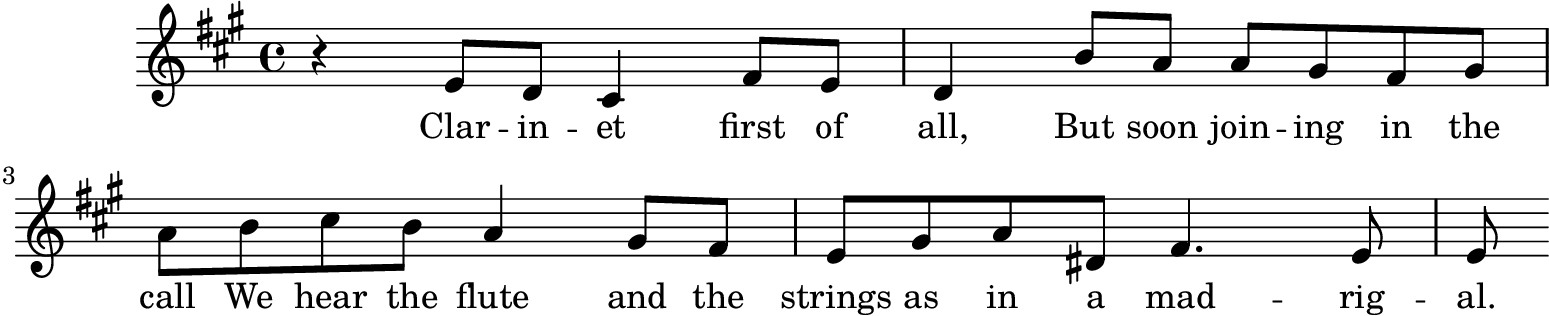 Clar -- in -- et first of all, But soon join -- ing in the
3
call We hear the flute and the strings as in a mad -- rig -- al.